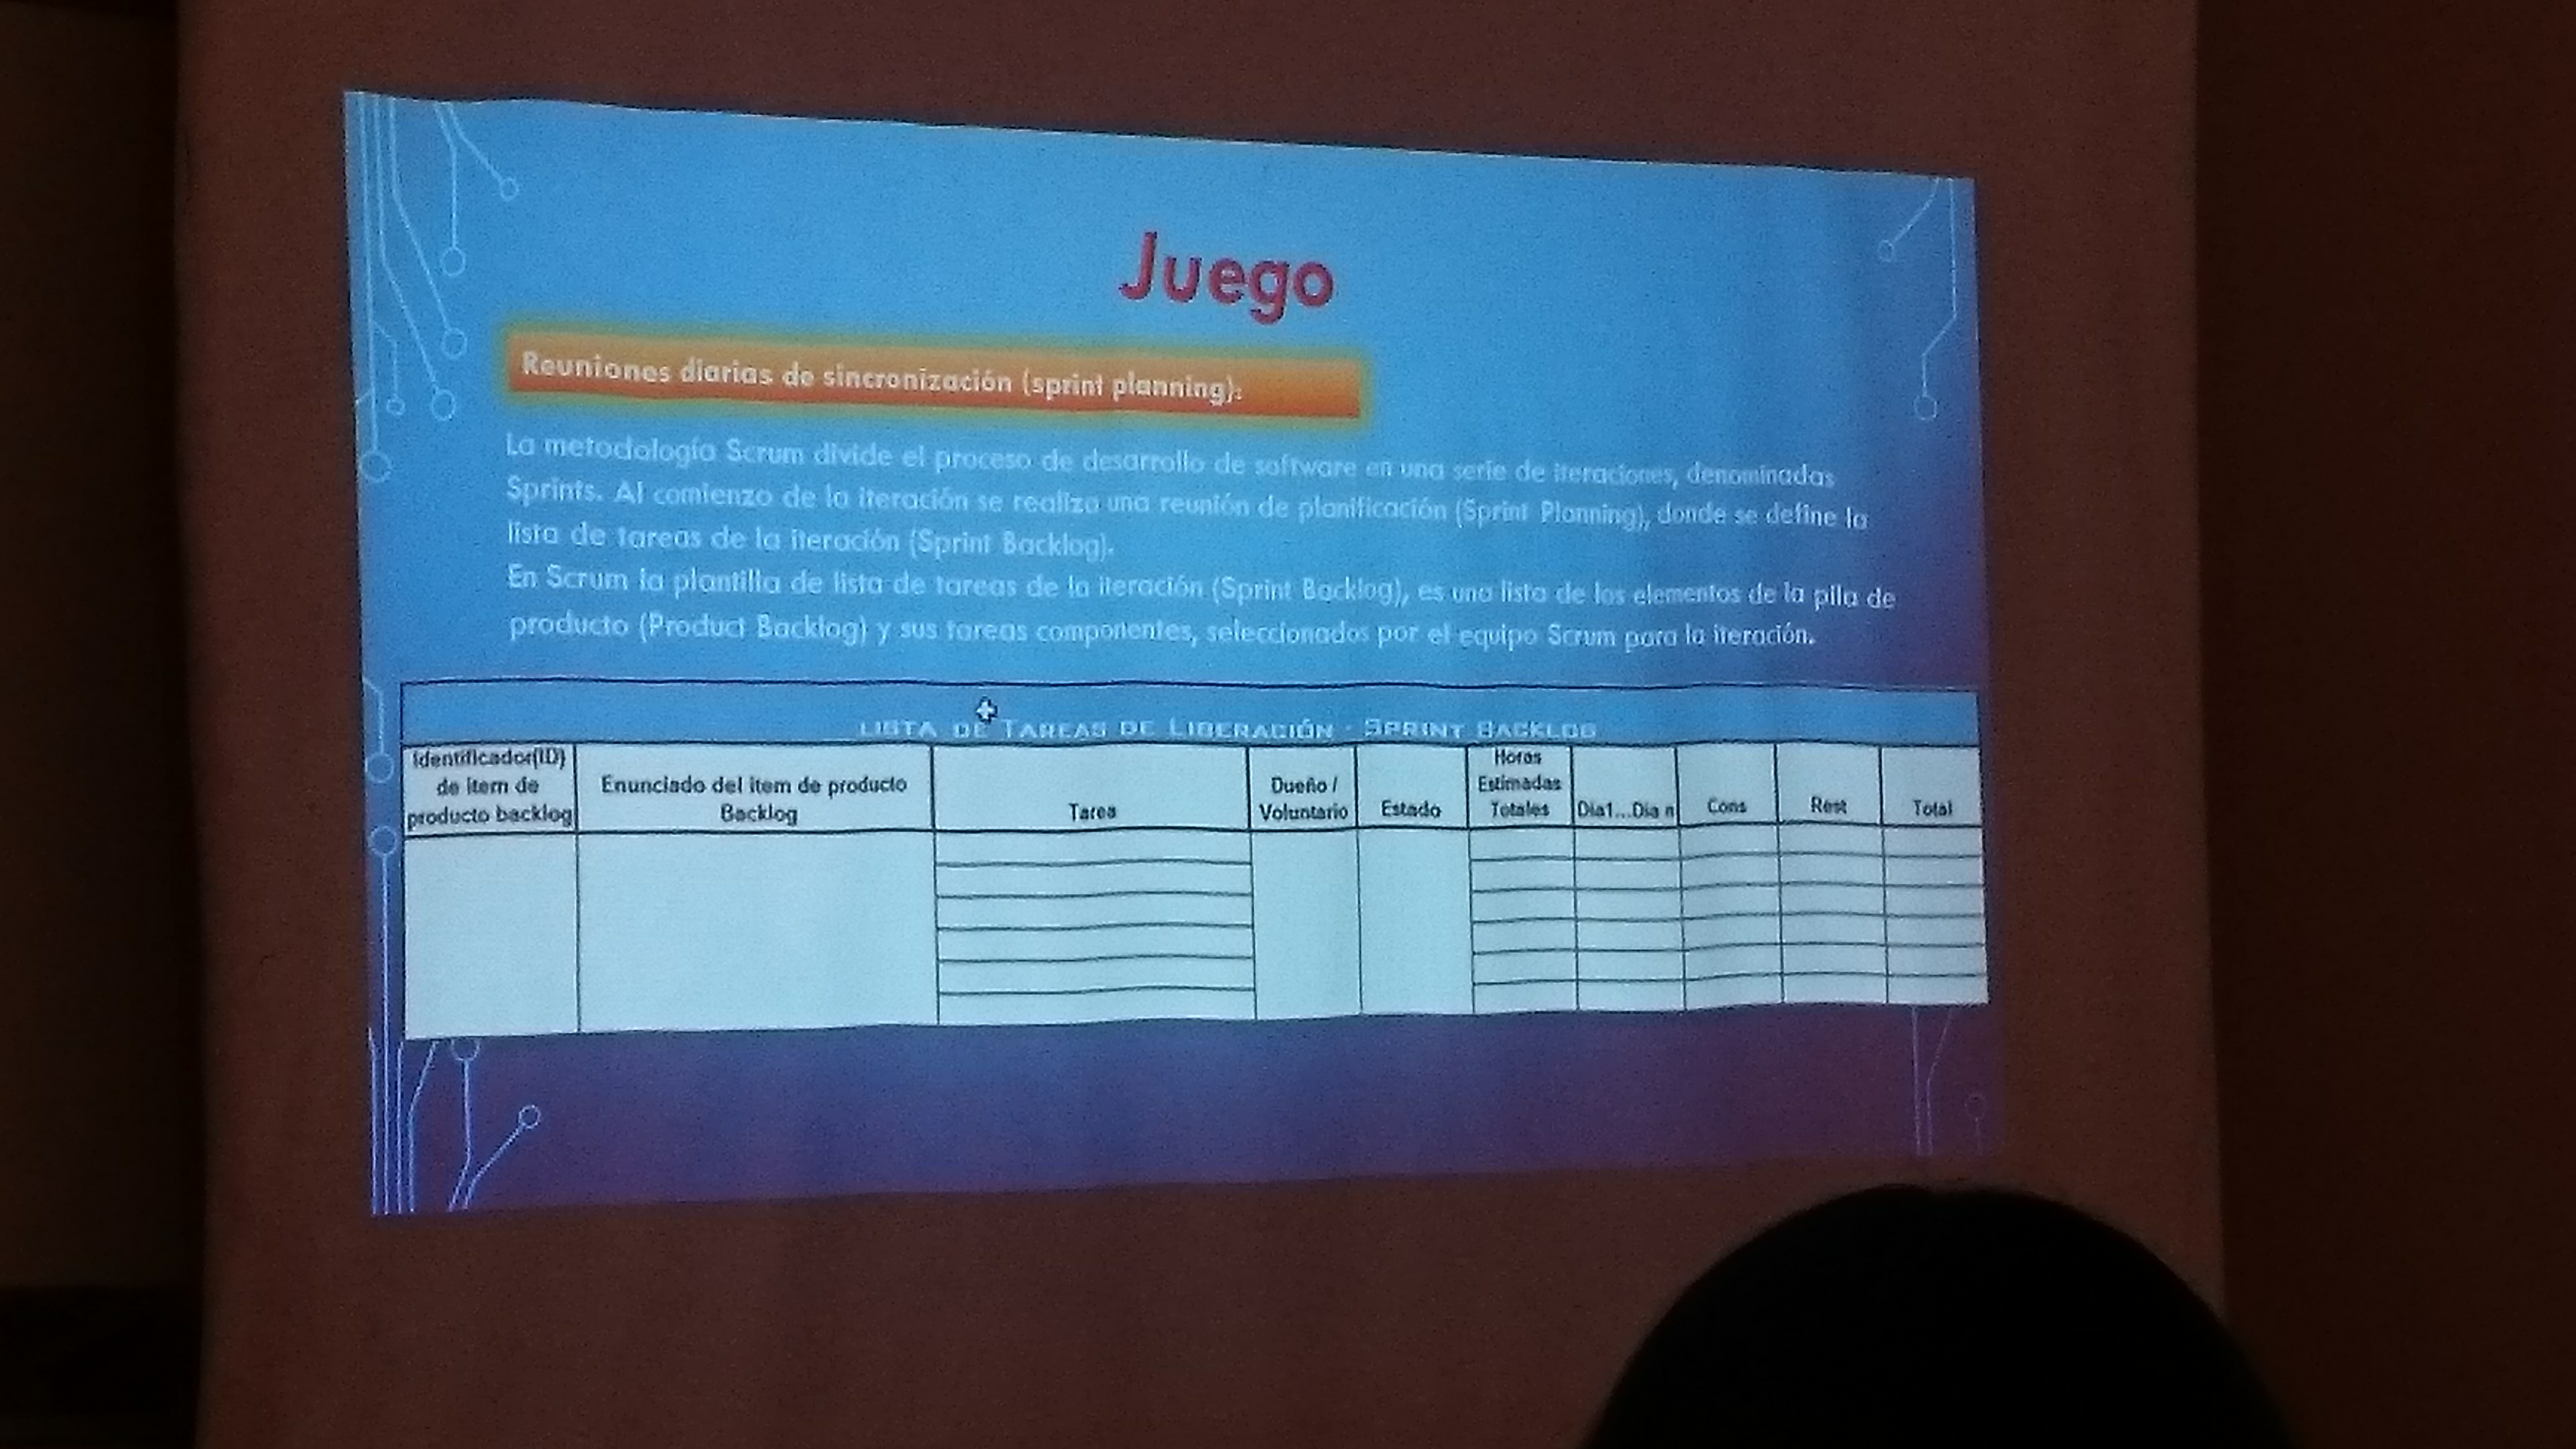 Juego
Reuniones diarias de sincronización (sprint planning):
La metodología Scrum divide el proceso de desarrollo de software en una serie de iteraciones, denominadas
Sprints. Al comienzo de la iteración se realiza una reunión de planificación (Sprint Planning), donde se define la
lista de tareas de la iteración (Sprint Backlog).
En Scrum la plantilla de lista de tareas de la iteración (Sprint Backlog), es una lista de los elementos de la pila de
producto (Product Backlog) y sus tareas componentes, seleccionados por el equipo Scrum para la iteración.
LISTA DE TAREAS DE LIBERACIÓN - SPRINT BACKLOG
Identificador(ID)
de item de
producto backlog
Enunciado del item de producto
Backlog
Tarea
Dueño /
Voluntario
Estado
Horas
Estimadas
Totales
Dia1...Dia n
Cons
Rest
Total